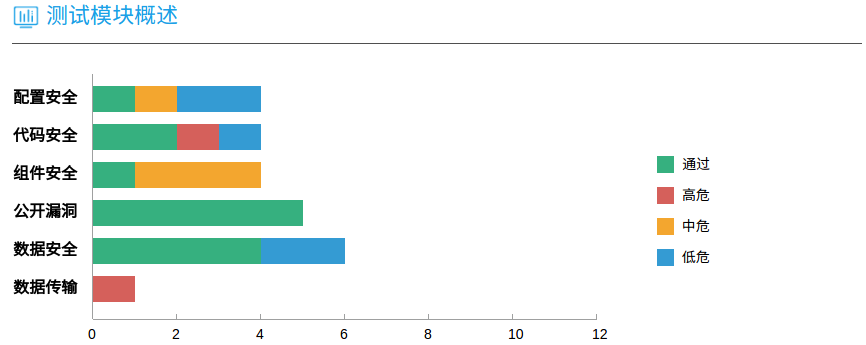 测试模块概述
配置安全
代码安全
组件安全
公开漏洞
数据安全
数据传输
通过
高危
中危
低危
0 2 4 6 8 10 12